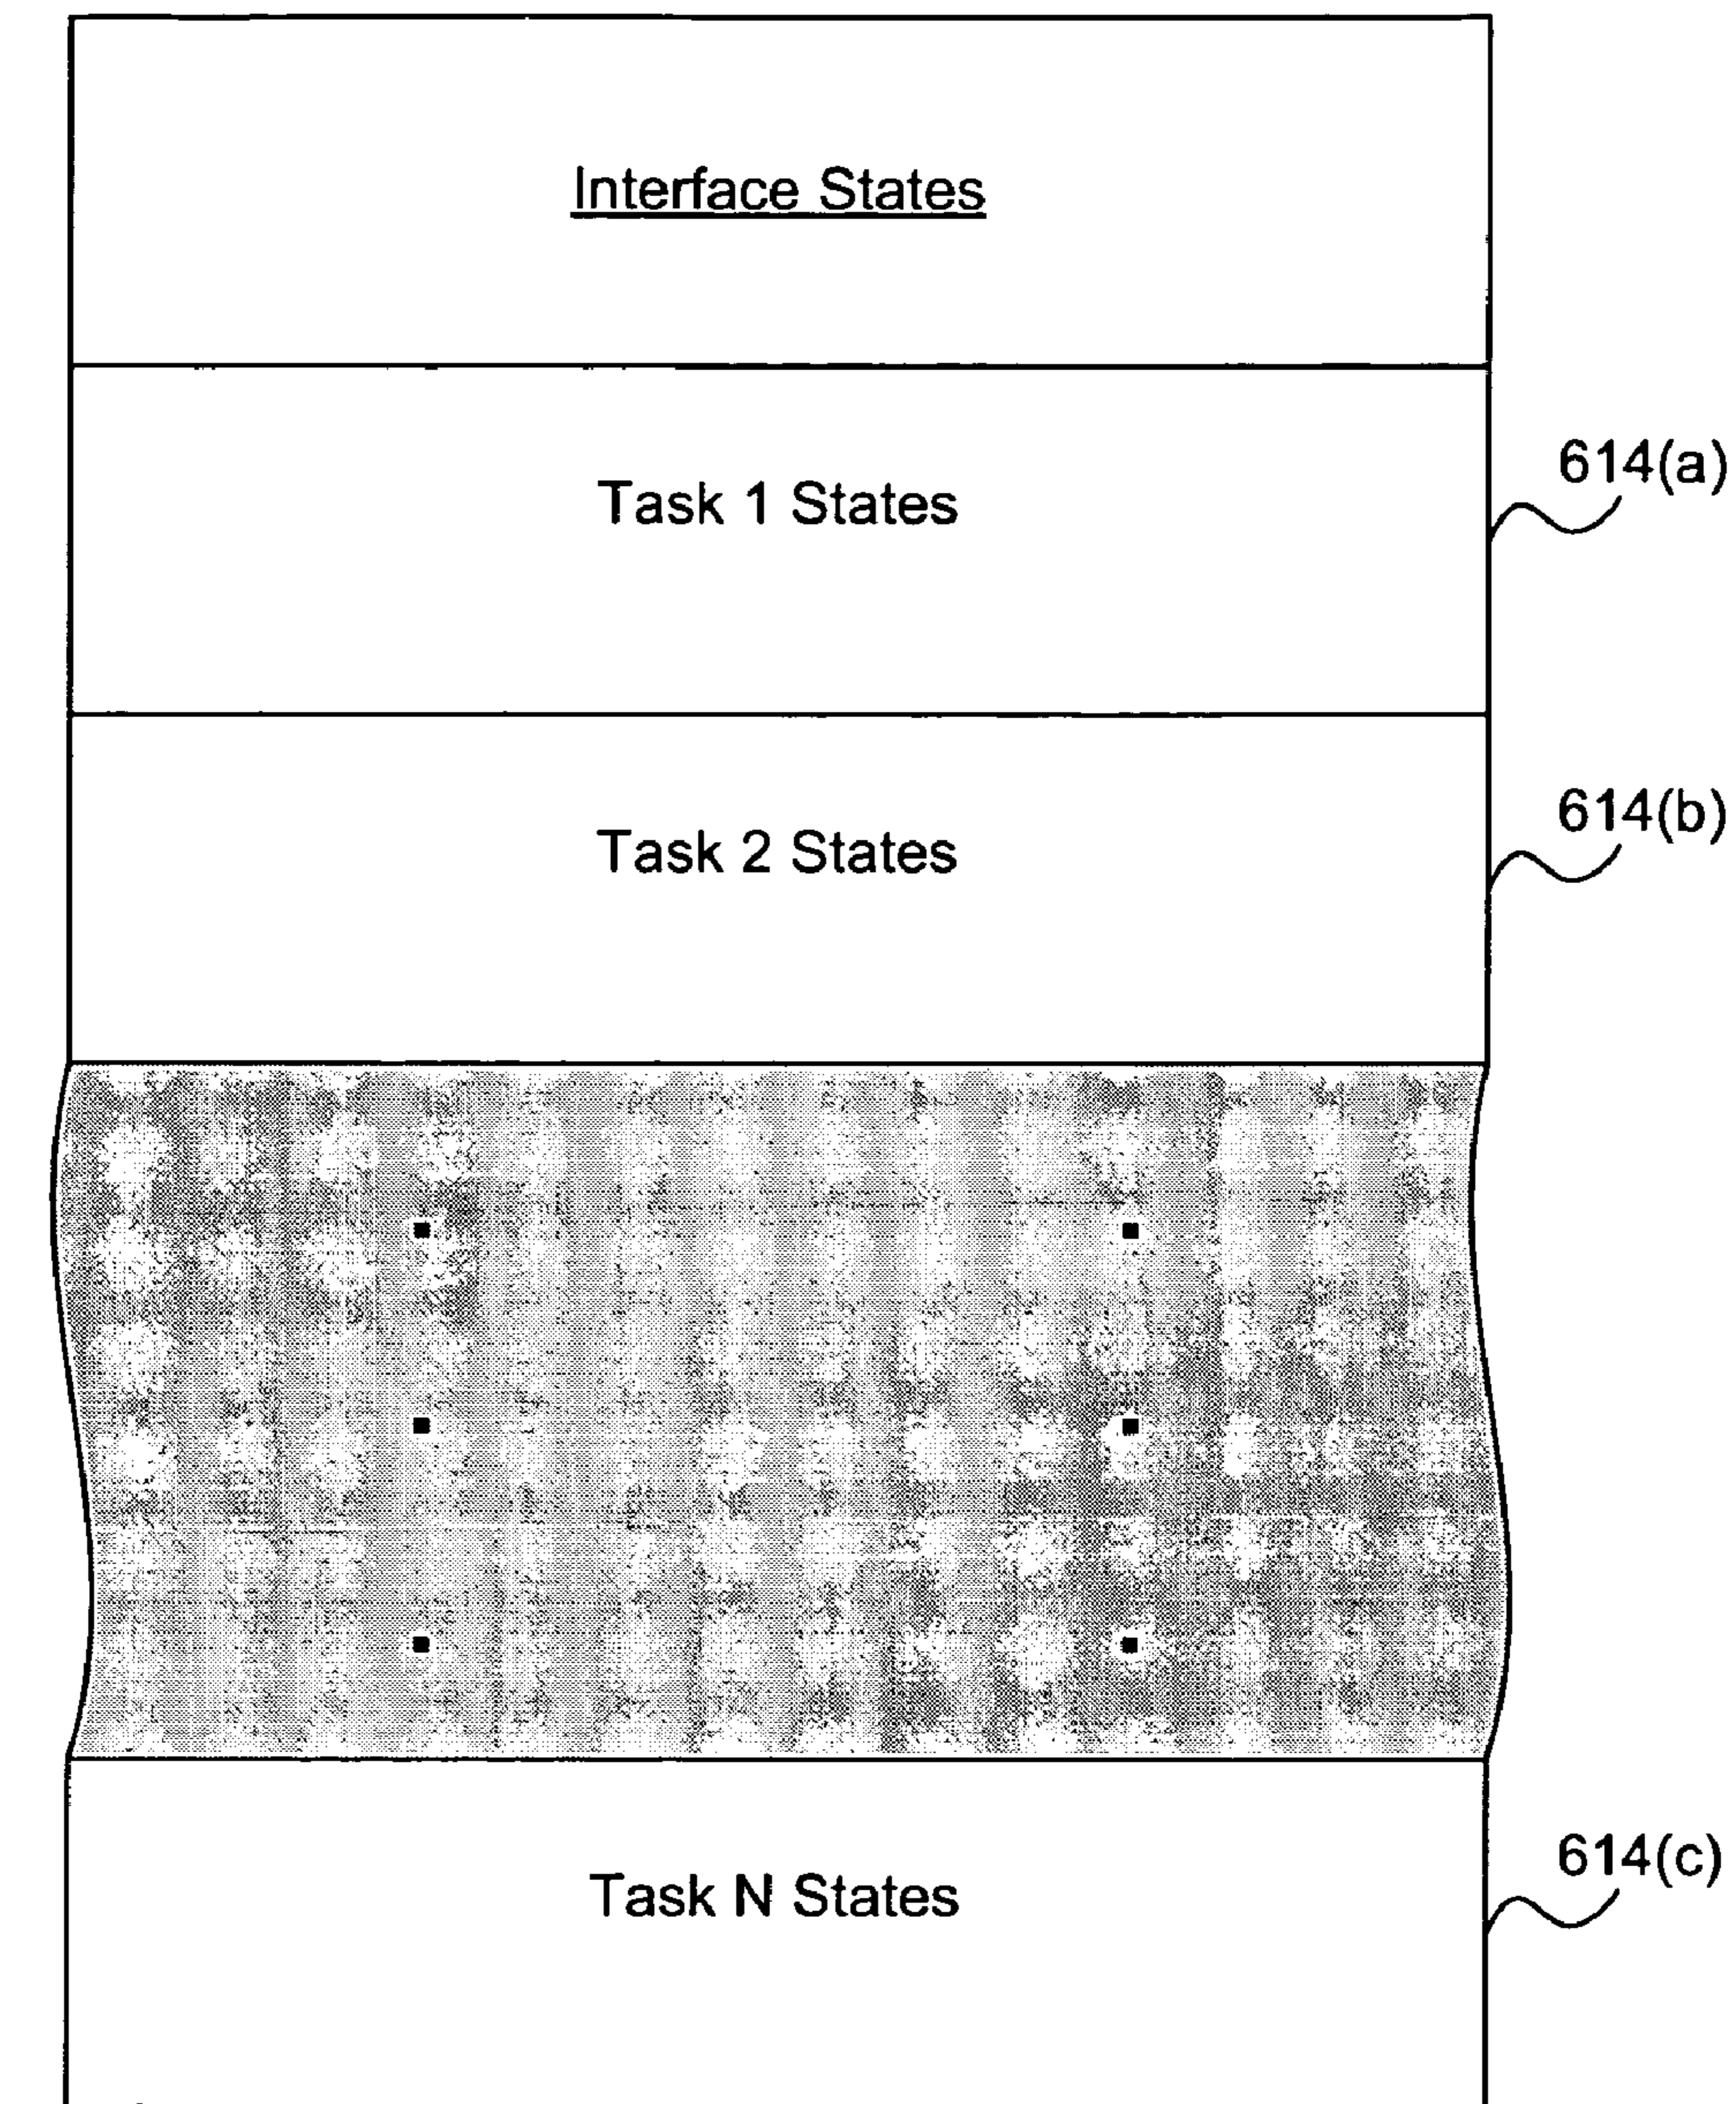 Interface States
Task 1 States
614(a)
Task 2 States
614(b)
Task N States
614(c)